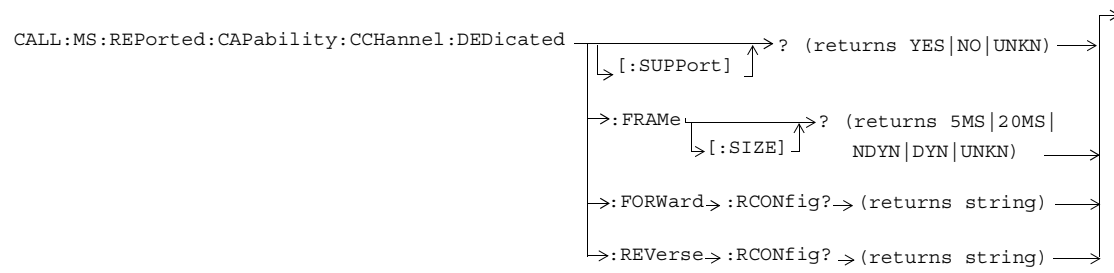 CALL:MS:REPorted:CAPability:CCHannel:DEDicated ? (returns YES|NO|UNKN)
[:SUPPort]
:FRAMe ? (returns 5MS|20MS|
[:SIZE] NDYN|DYN|UNKN)
:FORWard :RCONfig? (returns string)
:REVerse :RCONfig? (returns string)